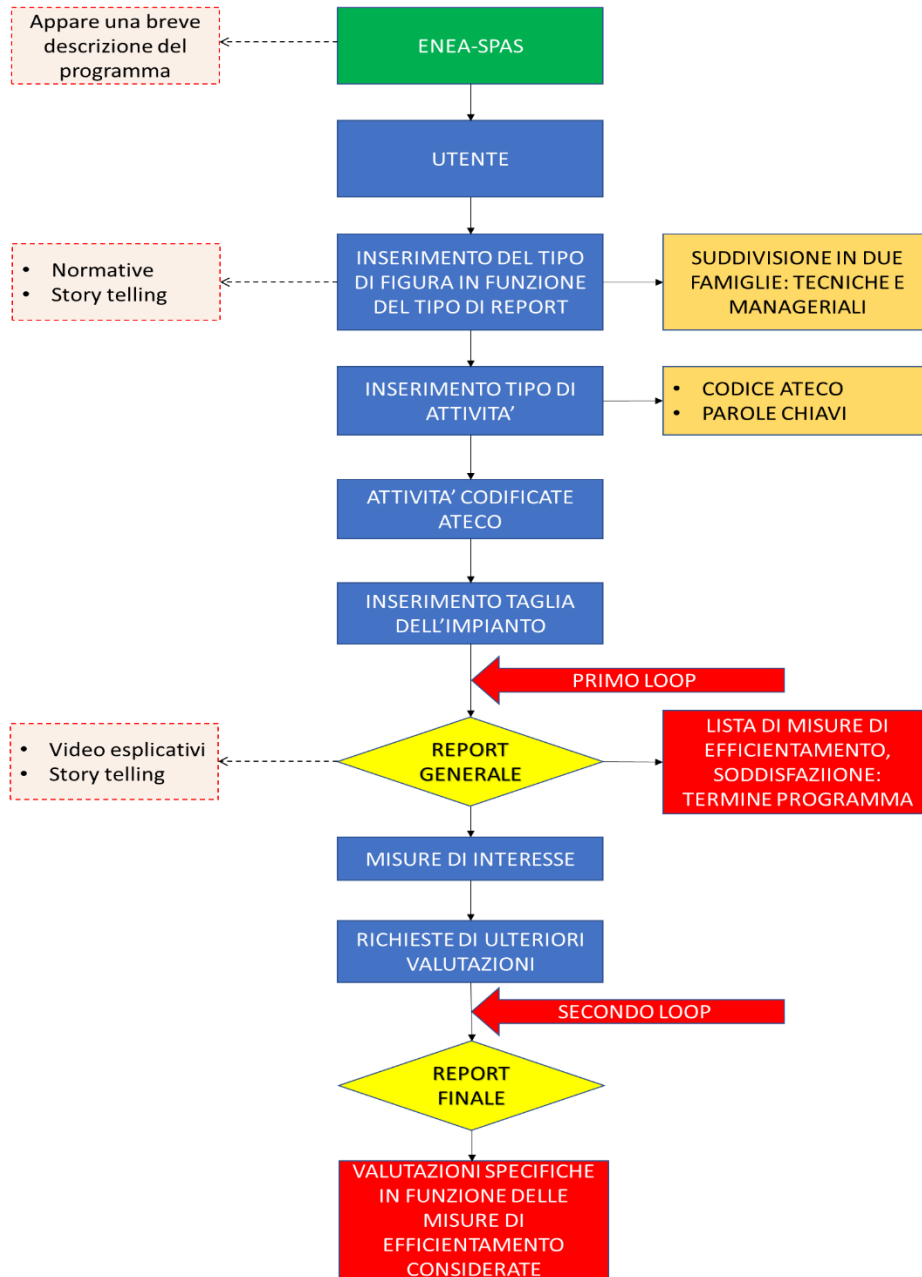 Appare una breve
descrizione del
programma
ENEA-SPAS
UTENTE
• Normative
• Story telling
INSERIMENTO DEL TIPO
DI FIGURA IN FUNZIONE
DEL TIPO DI REPORT
SUDDIVISIONE IN DUE
FAMIGLIE: TECNICHE E
MANAGERIALI
INSERIMENTO TIPO DI
ATTIVITA’
• CODICE ATECO
• PAROLE CHIAVI
ATTIVITA’ CODIFICATE
ATECO
INSERIMENTO TAGLIA
DELL’IMPIANTO
PRIMO LOOP
• Video esplicativi
• Story telling
REPORT
GENERALE
LISTA DI MISURE DI
EFFICIENTAMENTO,
SODDISFAZIIONE:
TERMINE PROGRAMMA
MISURE DI INTERESSE
RICHIESTE DI ULTERIORI
VALUTAZIONI
SECONDO LOOP
REPORT
FINALE
VALUTAZIONI SPECIFICHE
IN FUNZIONE DELLE
MISURE DI
EFFICIENTAMENTO
CONSIDERATE